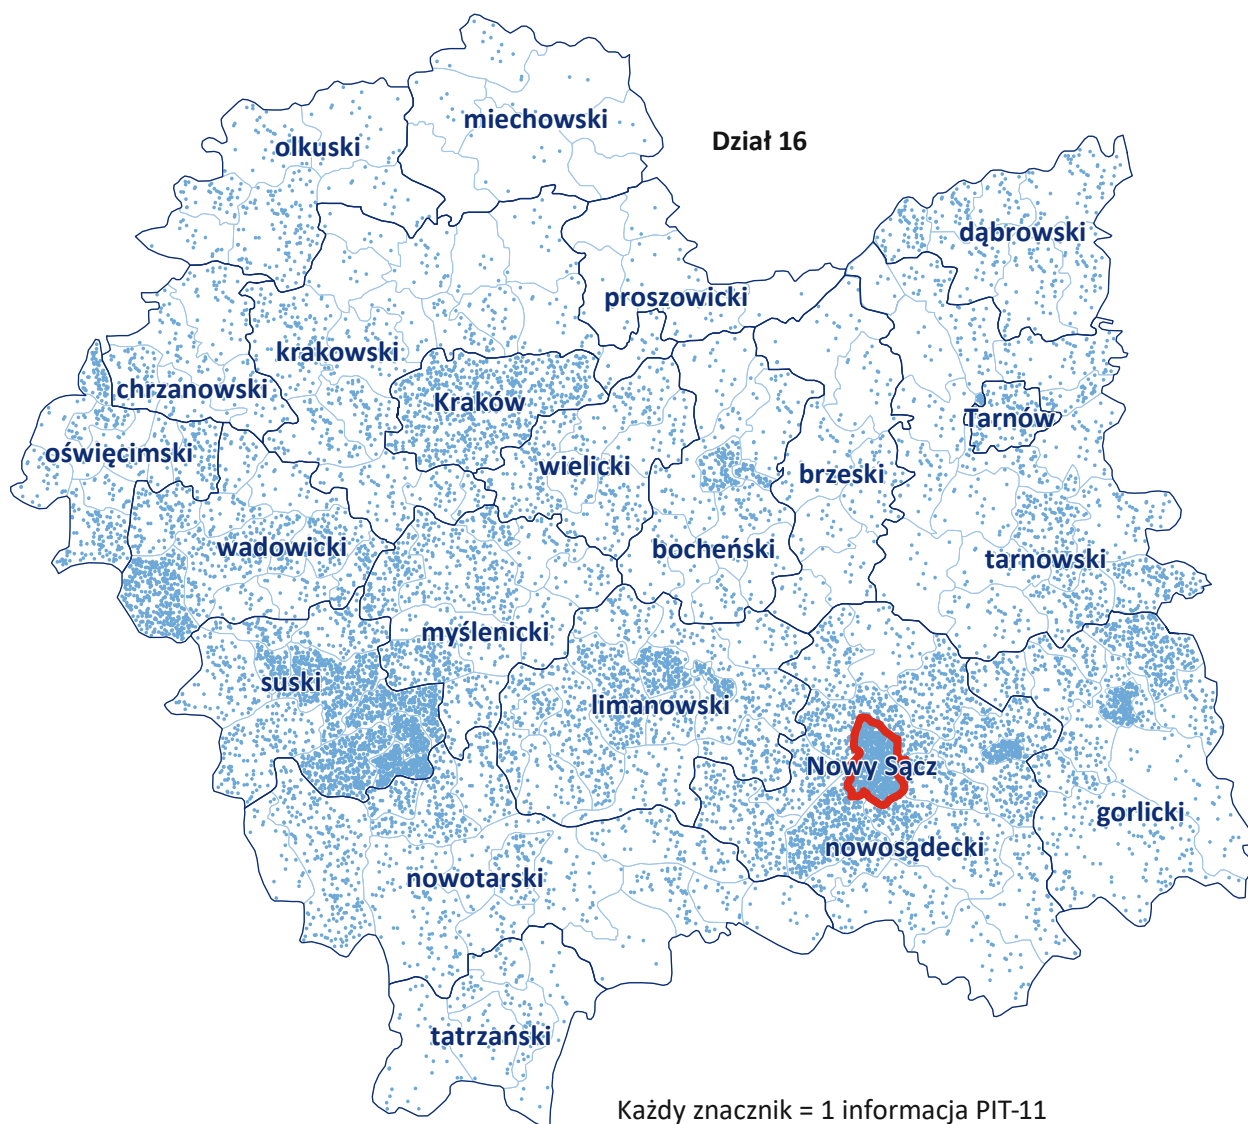 miechowski
Dział 16
olkuski
dąbrowski
proszowicki
krakowski
chrzanowski
Kraków
Tarnów
oświęcimski
wielicki
brzeski
wadowicki
bocheński
tarnowski
myślenicki
suski
limanowski
Nowy Sącz
gorlicki
nowosądecki
nowotarski
tatrzański
Każdy znacznik = 1 informacja PIT-11